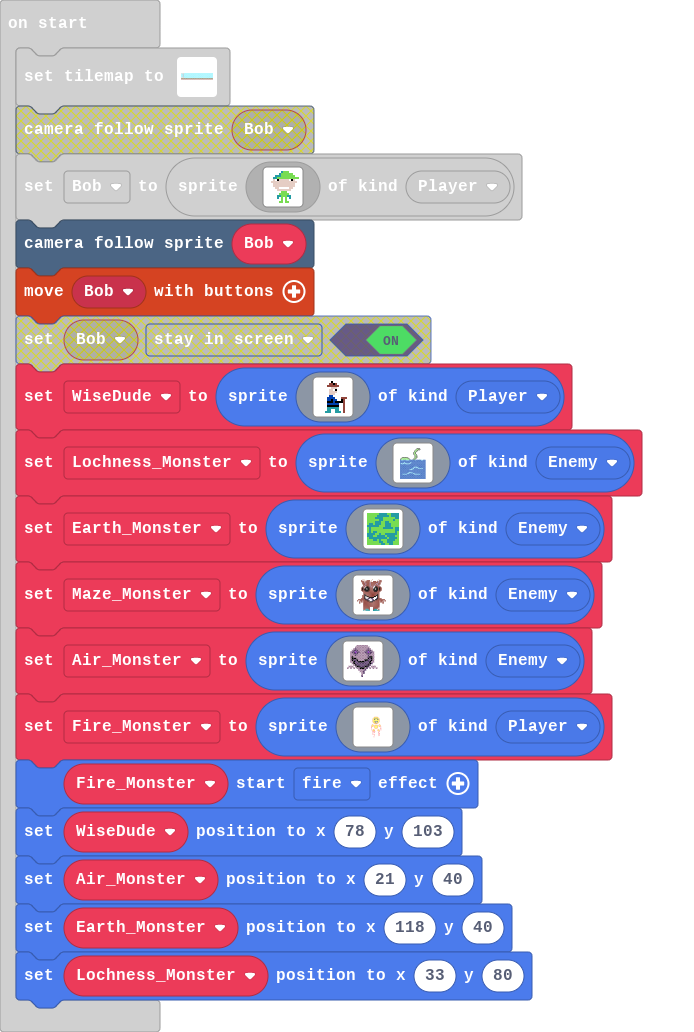 on start
set tilemap to
camera follow sprite Bob
set Bob to sprite of kind Player
camera follow sprite Bob
move Bob with buttons
set Bob stay in screen ON
set WiseDude to sprite of kind Player
set Lochness_Monster to sprite of kind Enemy
set Earth_Monster to sprite of kind Enemy
set Maze_Monster to sprite of kind Enemy
set Air_Monster to sprite of kind Enemy
set Fire_Monster to sprite of kind Player
Fire_Monster start fire effect
set WiseDude position to x 78 y 103
set Air_Monster position to x 21 y 40
set Earth_Monster position to x 118 y 40
set Lochness_Monster position to x 33 y 80